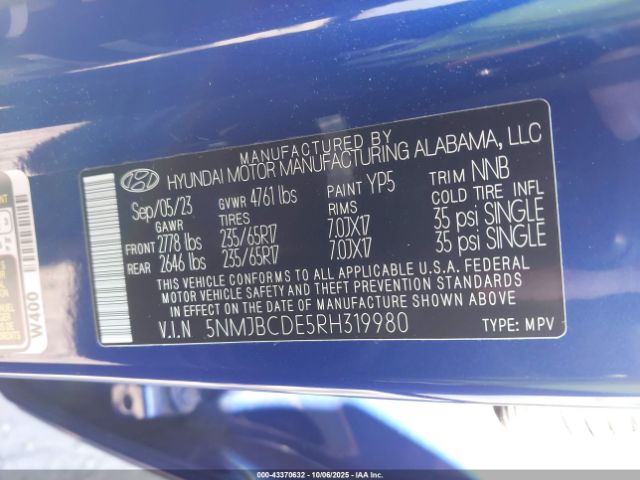 MANUFACTURED BY
HYUNDAI MOTOR MANUFACTURING ALABAMA, LLC
Sep/05/23 GVWR 4761 lbs PAINT YP5 TRIM NNB
GAWR TIRES RIMS COLD TIRE INFL
FRONT 2778 lbs 235/65R17 7.0JX17 35 psi SINGLE
REAR 2646 lbs 235/65R17 7.0JX17 35 psi SINGLE
THIS VEHICLE CONFORMS TO ALL APPLICABLE U.S.A. FEDERAL
MOTOR VEHICLE SAFETY AND THEFT PREVENTION STANDARDS IN
EFFECT ON THE DATE OF MANUFACTURE SHOWN ABOVE.
V.I.N 5NMJBCDE5RH319980 TYPE: MPV
W400
000-43370632 - 10/06/2025 - IAA Inc.